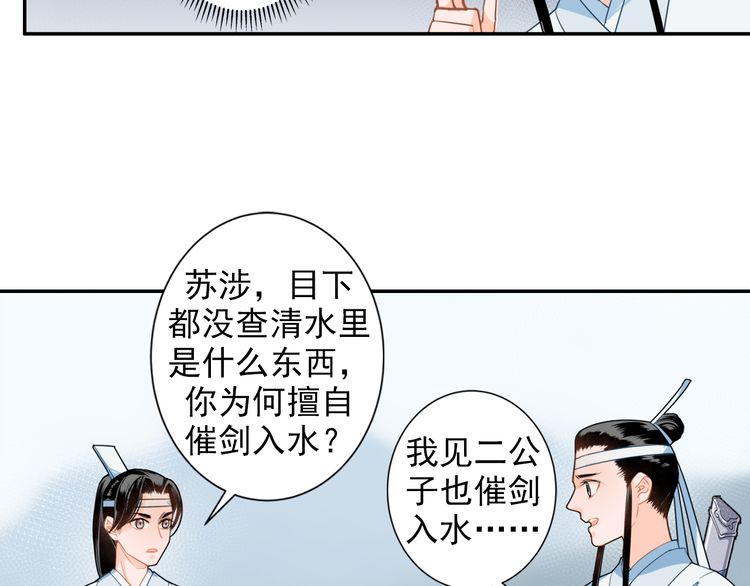 苏涉，目下
都没查清水里
是什么东西，
你为何擅自
催剑入水？
我见二公
子也催剑
入水……